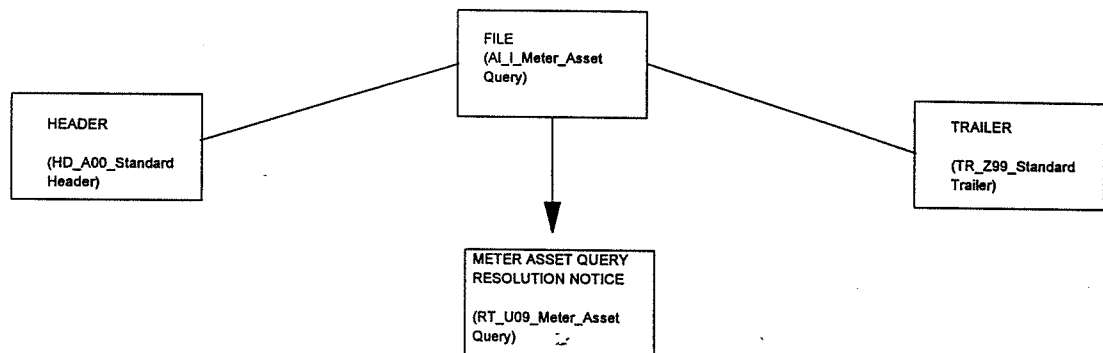 FILE
(AI_I_Meter_Asset
Query)
HEADER
(HD_A00_Standard
Header)
TRAILER
(TR_Z99_Standard
Trailer)
METER ASSET QUERY
RESOLUTION NOTICE
(RT_U09_Meter_Asset
Query)